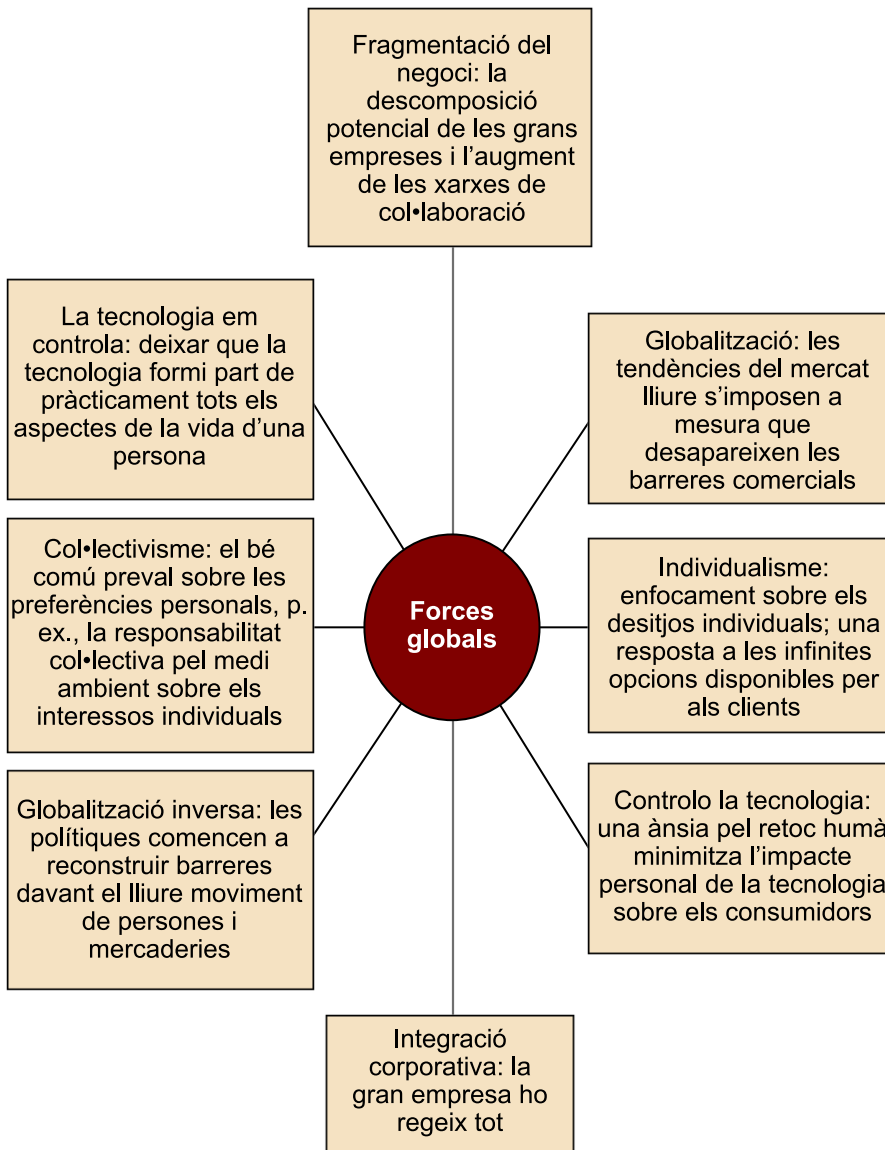 Fragmentació del
negoci: la
descomposició
potencial de les grans
empreses i l’augment
de les xarxes de
col•laboració
La tecnologia em
controla: deixar que la
tecnologia formi part de
pràcticament tots els
aspectes de la vida d’una
persona
Globalització: les
tendències del mercat
lliure s’imposen a
mesura que
desapareixen les
barreres comercials
Col•lectivisme: el bé
comú preval sobre les
preferències personals, p.
ex., la responsabilitat
col•lectiva pel medi
ambient sobre els
interessos individuals
Forces
globals
Individualisme:
enfocament sobre els
desitjos individuals; una
resposta a les infinites
opcions disponibles per
als clients
Globalització inversa: les
polítiques comencen a
reconstruir barreres
davant el lliure moviment
de persones i
mercaderies
Controlo la tecnologia:
una ànsia pel retoc humà
minimitza l’impacte
personal de la tecnologia
sobre els consumidors
Integració
corporativa: la
gran empresa ho
regeix tot